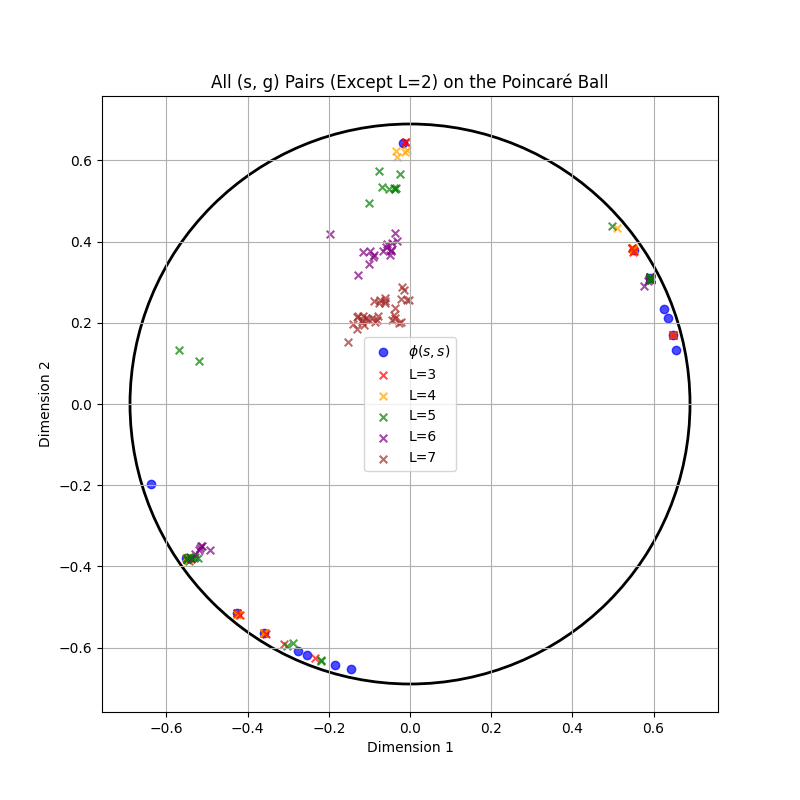 All (s, g) Pairs (Except L=2) on the Poincaré Ball
Dimension 2
0.6
0.4
0.2
0.0
−0.2
−0.4
−0.6
ϕ(s, s)
L=3
L=4
L=5
L=6
L=7
−0.6 −0.4 −0.2 0.0 0.2 0.4 0.6
Dimension 1